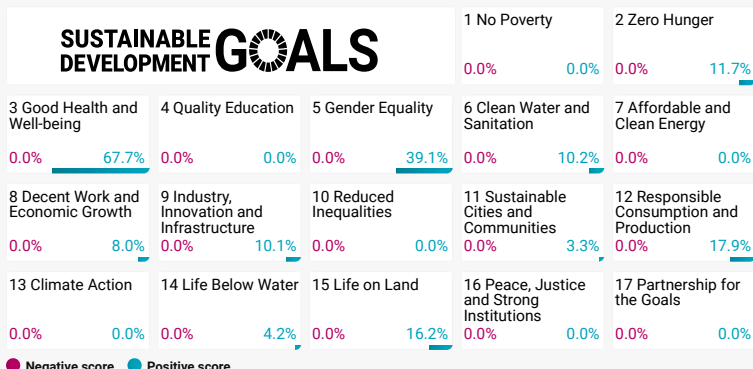 SUSTAINABLE
DEVELOPMENT
GOALS
1 No Poverty
0.0% 0.0%
2 Zero Hunger
0.0% 11.7%
3 Good Health and
Well-being
0.0% 67.7%
4 Quality Education
0.0% 0.0%
5 Gender Equality
0.0% 39.1%
6 Clean Water and
Sanitation
0.0% 10.2%
7 Affordable and
Clean Energy
0.0% 0.0%
8 Decent Work and
Economic Growth
0.0% 8.0%
9 Industry,
Innovation and
Infrastructure
0.0% 10.1%
10 Reduced
Inequalities
0.0% 0.0%
11 Sustainable
Cities and
Communities
0.0% 3.3%
12 Responsible
Consumption and
Production
0.0% 17.9%
13 Climate Action
0.0% 0.0%
14 Life Below Water
0.0% 4.2%
15 Life on Land
0.0% 16.2%
16 Peace, Justice
and Strong
Institutions
0.0% 0.0%
17 Partnership for
the Goals
0.0% 0.0%
Negative score Positive score